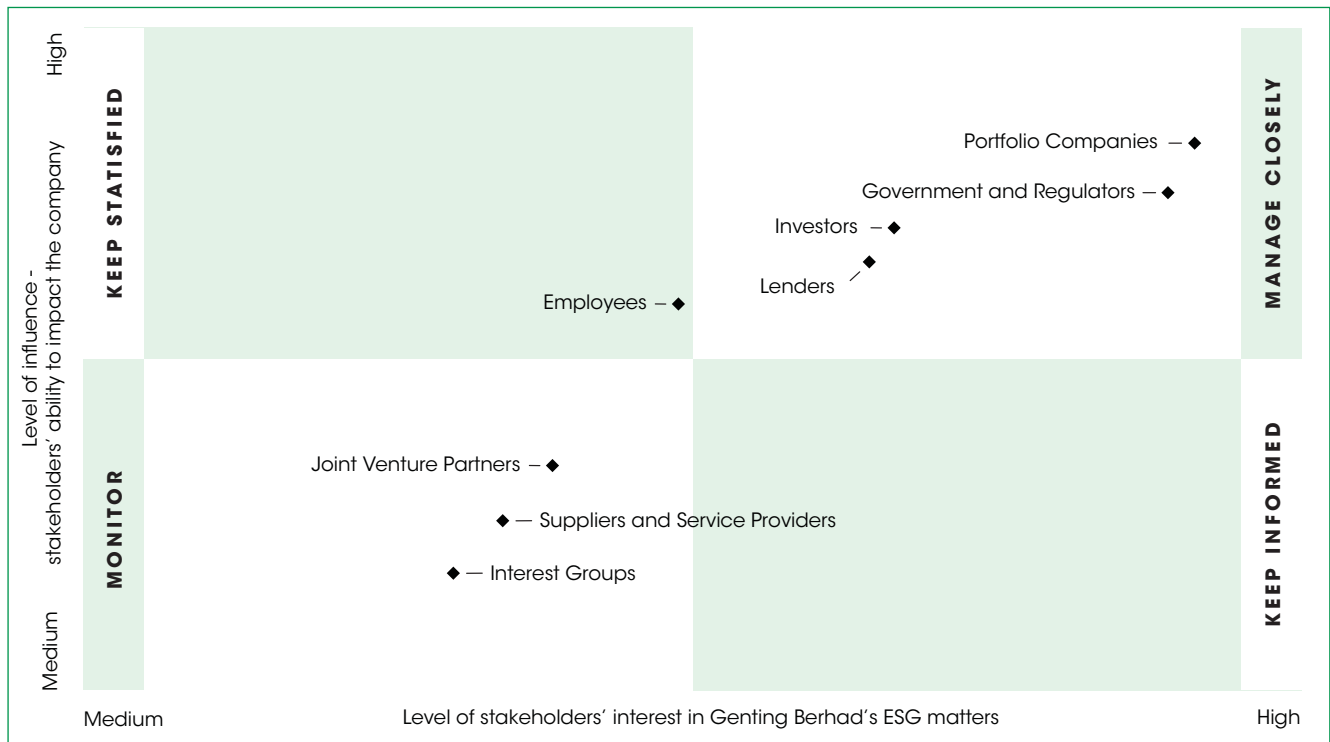 High
KEEP STATISFIED
Level of influence -
stakeholders' ability to impact the company
MONITOR
Medium
Portfolio Companies
Government and Regulators
Investors
Lenders
Employees
MANAGE CLOSELY
Joint Venture Partners
Suppliers and Service Providers
Interest Groups
KEEP INFORMED
Medium
Level of stakeholders' interest in Genting Berhad's ESG matters
High